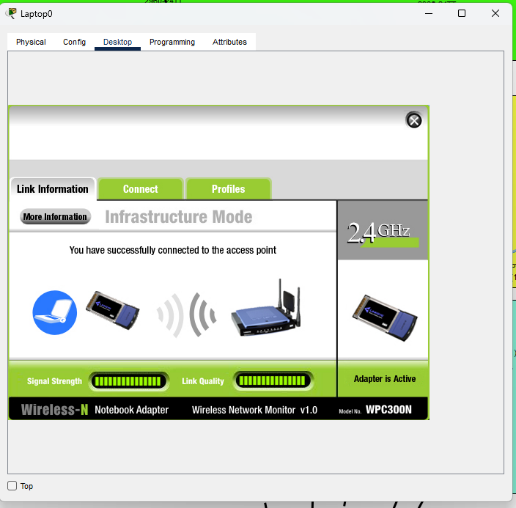 Laptop0
Physical Config Desktop Programming Attributes
Link Information Connect Profiles
More Information Infrastructure Mode
2.4GHz
You have successfully connected to the access point
Signal Strength Link Quality Adapter is Active
Wireless-N Notebook Adapter Wireless Network Monitor v1.0 Model No. WPC300N
Top